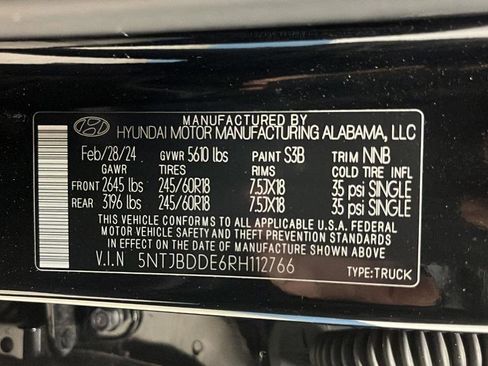 MANUFACTURED BY
HYUNDAI MOTOR MANUFACTURING ALABAMA, LLC
Feb/28/24 GVWR 5610 lbs PAINT S3B TRIM NNB
GAWR TIRES RIMS COLD TIRE INFL
FRONT 2645 lbs 245/60R18 7.5JX18 35 psi SINGLE
REAR 3196 lbs 245/60R18 7.5JX18 35 psi SINGLE
THIS VEHICLE CONFORMS TO ALL APPLICABLE U.S.A. FEDERAL
MOTOR VEHICLE SAFETY AND THEFT PREVENTION STANDARDS
IN EFFECT ON THE DATE OF MANUFACTURE SHOWN ABOVE
V.I.N 5NTJBDDE6RH112766 TYPE:TRUCK